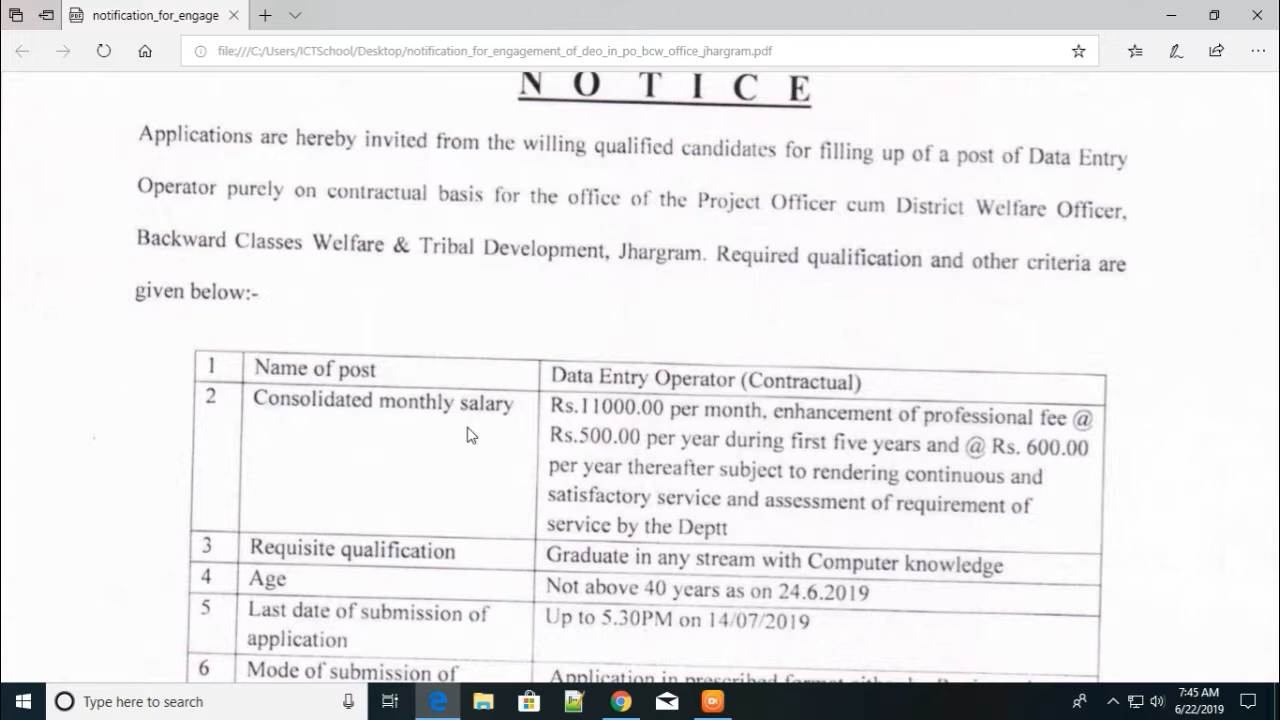 notification_for_engage
file:///C:/Users/ICTSchool/Desktop/notification_for_engagement_of_deo_in_po_bcw_office_jhargram.pdf
N O T I C E
Applications are hereby invited from the willing qualified candidates for filling up of a post of Data Entry
Operator purely on contractual basis for the office of the Project Officer cum District Welfare Officer,
Backward Classes Welfare & Tribal Development, Jhargram. Required qualification and other criteria are
given below:-
1 Name of post Data Entry Operator (Contractual)
2 Consolidated monthly salary Rs.11000.00 per month, enhancement of professional fee @
Rs.500.00 per year during first five years and @ Rs. 600.00
per year thereafter subject to rendering continuous and
satisfactory service and assessment of requirement of
service by the Deptt
3 Requisite qualification Graduate in any stream with Computer knowledge
4 Age Not above 40 years as on 24.6.2019
5 Last date of submission of Up to 5.30PM on 14/07/2019
application
6 Mode of submission of Application in prescribed format
Type here to search
7:45 AM
6/22/2019